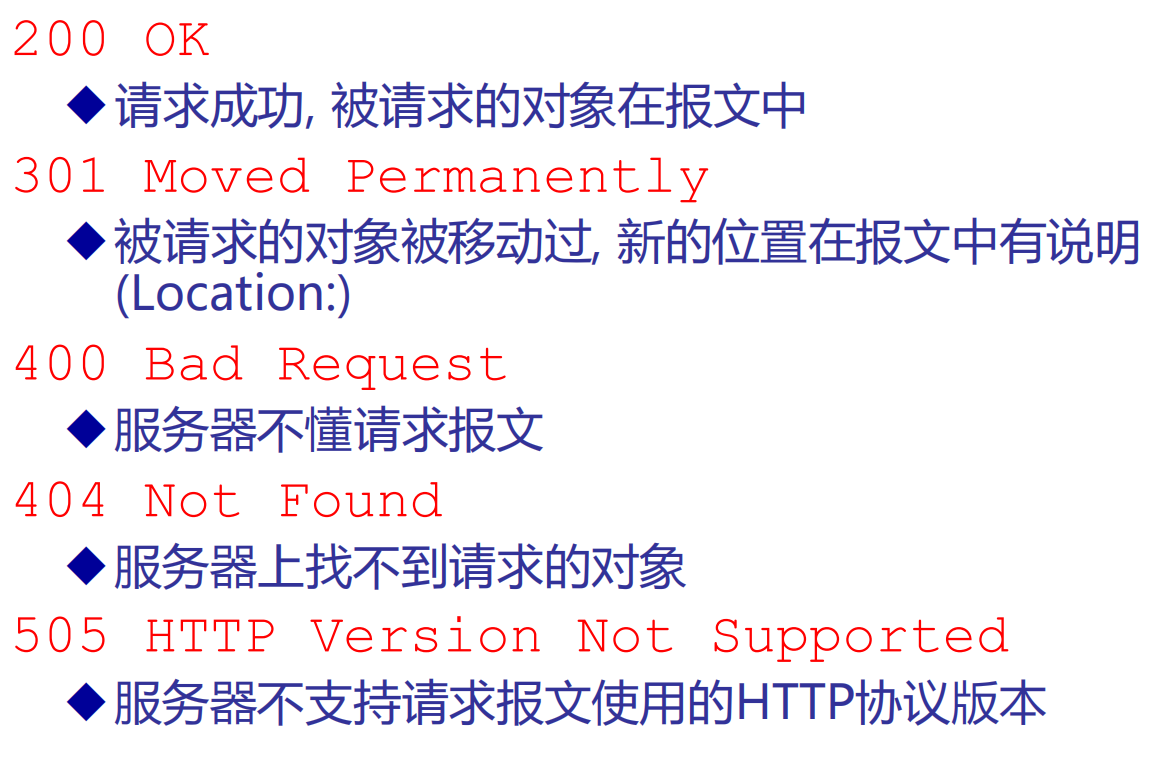 200 OK
◆请求成功, 被请求的对象在报文中
301 Moved Permanently
◆被请求的对象被移动过, 新的位置在报文中有说明
(Location:)
400 Bad Request
◆服务器不懂请求报文
404 Not Found
◆服务器上找不到请求的对象
505 HTTP Version Not Supported
◆服务器不支持请求报文使用的HTTP协议版本